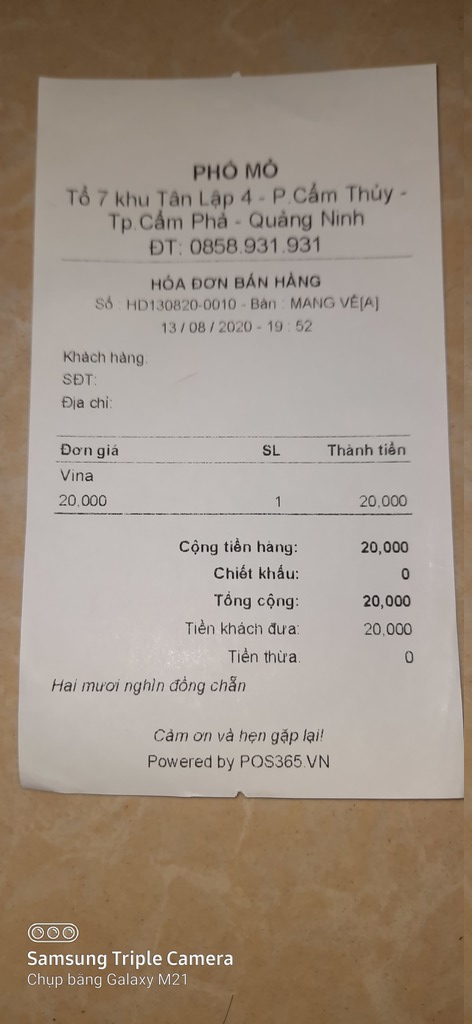 PHỐ MỎ
Tổ 7 khu Tân Lập 4 - P.Cẩm Thủy -
Tp.Cẩm Phả - Quảng Ninh
ĐT: 0858.931.931
HÓA ĐƠN BÁN HÀNG
Số : HD130820-0010 - Bàn : MANG VỀ[A]
13 / 08 / 2020 - 19 : 52
Khách hàng:
SĐT:
Địa chỉ:
Đơn giá SL Thành tiền
Vina
20,000 1 20,000
Cộng tiền hàng: 20,000
Chiết khấu: 0
Tổng cộng: 20,000
Tiền khách đưa: 20,000
Tiền thừa: 0
Hai mươi nghìn đồng chẵn
Cảm ơn và hẹn gặp lại!
Powered by POS365.VN
Samsung Triple Camera
Chụp bằng Galaxy M21